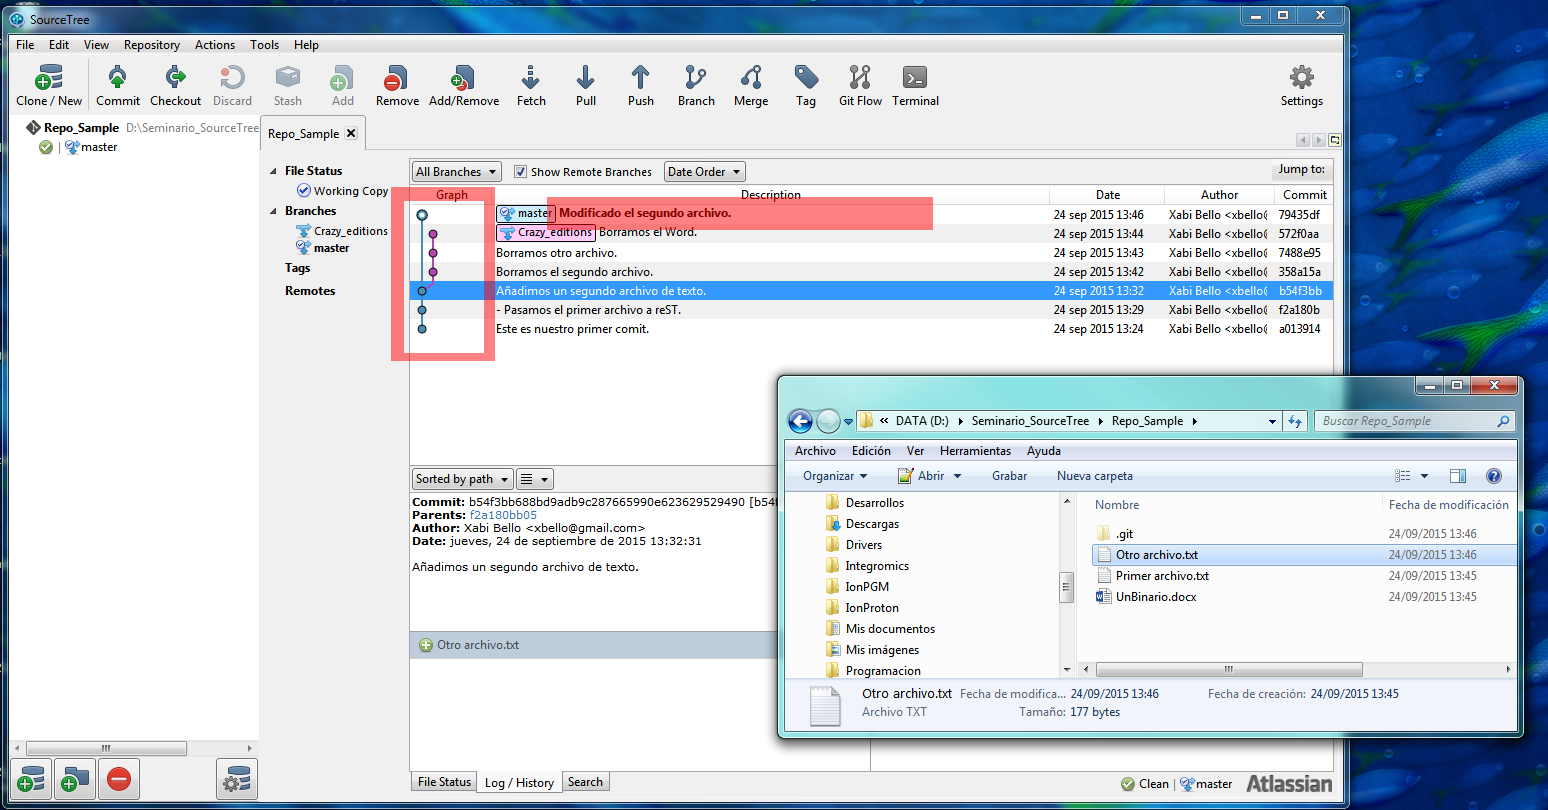 SourceTree
File Edit View Repository Actions Tools Help
Clone / New Commit Checkout Discard Stash Add Remove Add/Remove Fetch Pull Push Branch Merge Tag Git Flow Terminal Settings
Repo_Sample D:\Seminario_SourceTree
master
Repo_Sample
File Status
Working Copy
Branches
Crazy_editions
master
Tags
Remotes
All Branches Show Remote Branches Date Order Jump to:
Graph Description Date Author Commit
master Modificado el segundo archivo. 24 sep 2015 13:46 Xabi Bello <xbello@ 79435df
Crazy_editions Borramos el Word. 24 sep 2015 13:44 Xabi Bello <xbello@ 572f0aa
Borramos otro archivo. 24 sep 2015 13:43 Xabi Bello <xbello@ 7488e95
Borramos el segundo archivo. 24 sep 2015 13:42 Xabi Bello <xbello@ 358a15a
Añadimos un segundo archivo de texto. 24 sep 2015 13:32 Xabi Bello <xbello@ b54f3bb
- Pasamos el primer archivo a reST. 24 sep 2015 13:29 Xabi Bello <xbello@ f2a180b
Este es nuestro primer comit. 24 sep 2015 13:24 Xabi Bello <xbello@ a013914
Sorted by path
Commit: b54f3bb688bd9adb9c287665990e623629529490 [b54f
Parents: f2a180bb05
Author: Xabi Bello <xbello@gmail.com>
Date: jueves, 24 de septiembre de 2015 13:32:31
Añadimos un segundo archivo de texto.
Otro archivo.txt
File Status Log / History Search
Clean | master Atlassian
« DATA (D:) Seminario_SourceTree Repo_Sample Buscar Repo_Sample
Archivo Edición Ver Herramientas Ayuda
Organizar Abrir Grabar Nueva carpeta
Desarrollos
Descargas
Drivers
Integromics
IonPGM
IonProton
Mis documentos
Mis imágenes
Programacion
Nombre Fecha de modificación
.git 24/09/2015 13:46
Otro archivo.txt 24/09/2015 13:46
Primer archivo.txt 24/09/2015 13:45
UnBinario.docx 24/09/2015 13:45
Otro archivo.txt Fecha de modifica... 24/09/2015 13:46 Fecha de creación: 24/09/2015 13:45
Archivo TXT Tamaño: 177 bytes